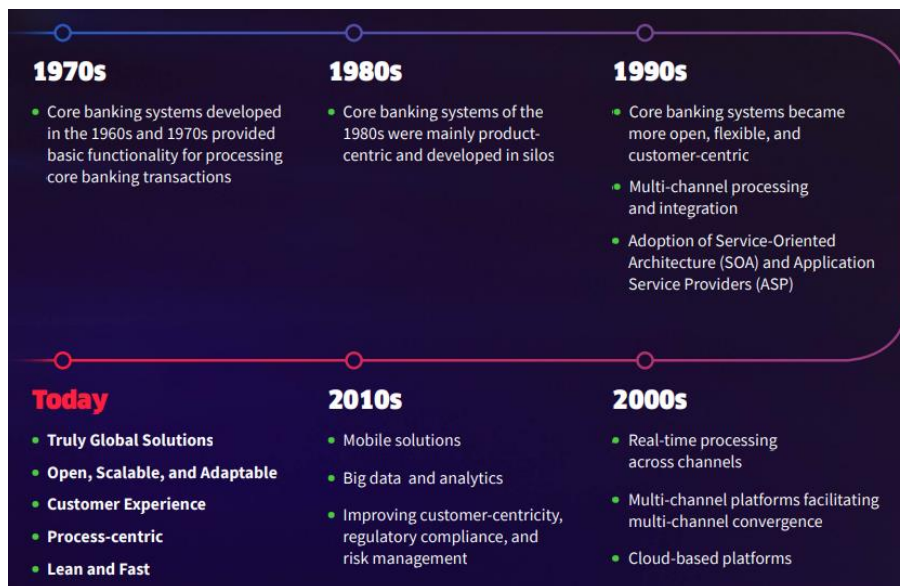 1970s
• Core banking systems developed
in the 1960s and 1970s provided
basic functionality for processing
core banking transactions
1980s
• Core banking systems of the
1980s were mainly product-
centric and developed in silos
1990s
• Core banking systems became
more open, flexible, and
customer-centric
• Multi-channel processing
and integration
• Adoption of Service-Oriented
Architecture (SOA) and Application
Service Providers (ASP)
2000s
• Real-time processing
across channels
• Multi-channel platforms facilitating
multi-channel convergence
• Cloud-based platforms
2010s
• Mobile solutions
• Big data and analytics
• Improving customer-centricity,
regulatory compliance, and
risk management
Today
• Truly Global Solutions
• Open, Scalable, and Adaptable
• Customer Experience
• Process-centric
• Lean and Fast